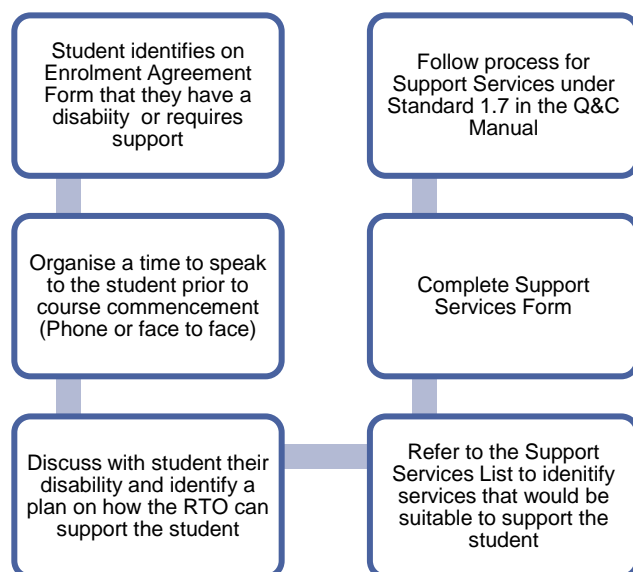 Student identifies on
Enrolment Agreement
Form that they have a
disabiity or requires
support
Organise a time to speak
to the student prior to
course commencement
(Phone or face to face)
Discuss with student their
disability and identify a
plan on how the RTO can
support the student
Refer to the Support
Services List to idenitify
services that would be
suitable to support the
student
Complete Support
Services Form
Follow process for
Support Services under
Standard 1.7 in the Q&C
Manual